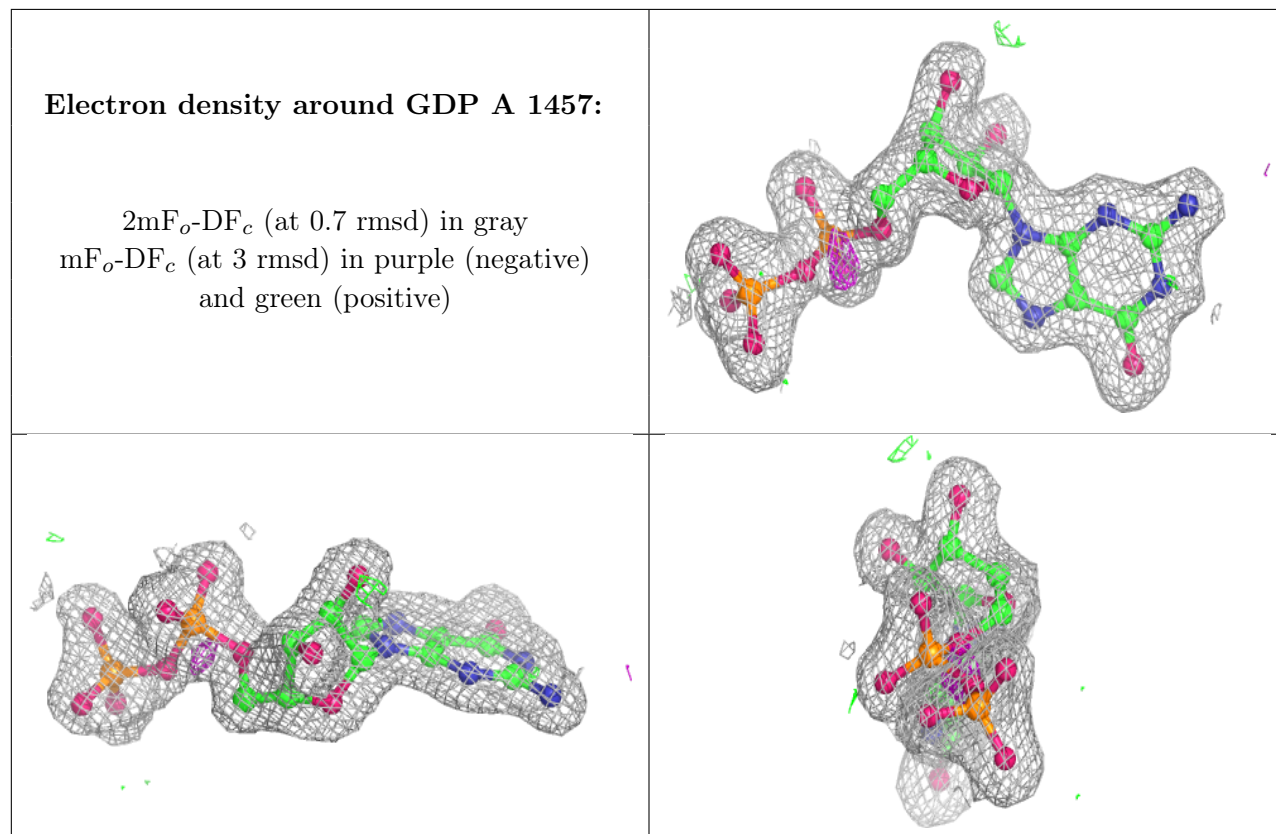 Electron density around GDP A 1457:
2mFo-DFc (at 0.7 rmsd) in gray
mFo-DFc (at 3 rmsd) in purple (negative)
and green (positive)